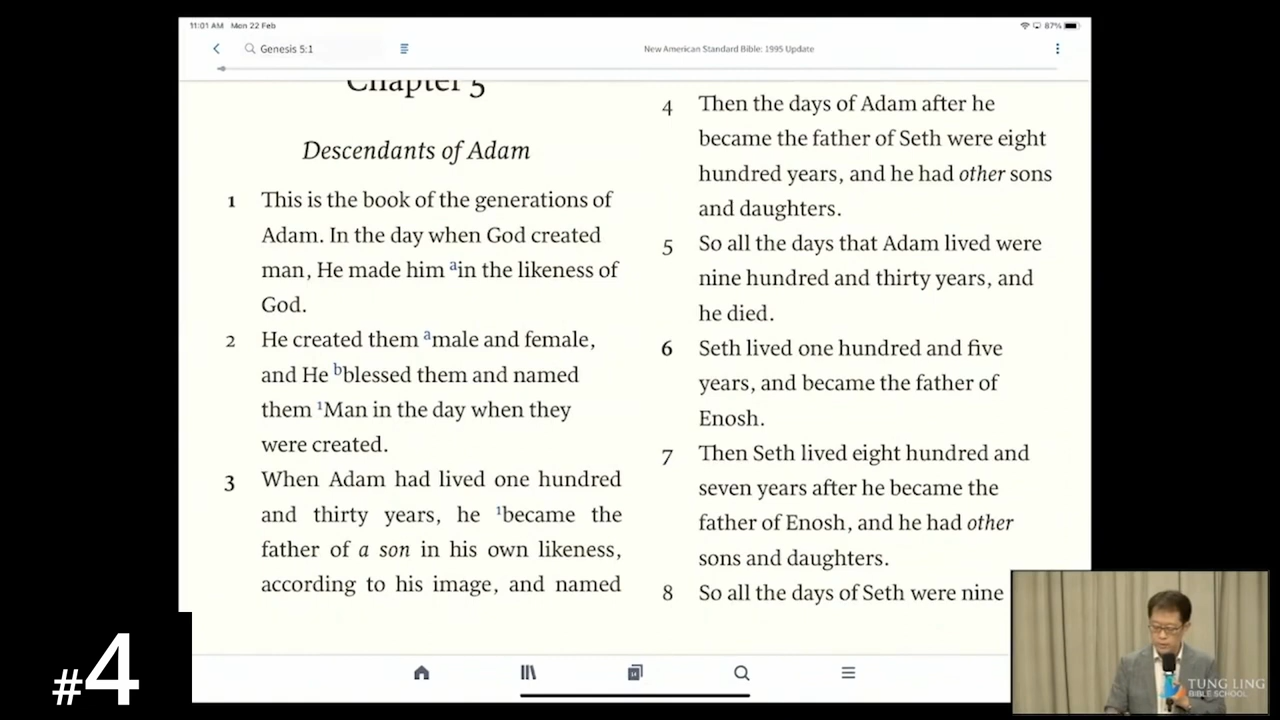 11:01 AM Mon 22 Feb
87%
Genesis 5:1
New American Standard Bible: 1995 Update
Chapter 5
Descendants of Adam
1 This is the book of the generations of
Adam. In the day when God created
man, He made him ain the likeness of
God.
2 He created them amale and female,
and He bblessed them and named
them 1Man in the day when they
were created.
3 When Adam had lived one hundred
and thirty years, he 1became the
father of a son in his own likeness,
according to his image, and named
4 Then the days of Adam after he
became the father of Seth were eight
hundred years, and he had other sons
and daughters.
5 So all the days that Adam lived were
nine hundred and thirty years, and
he died.
6 Seth lived one hundred and five
years, and became the father of
Enosh.
7 Then Seth lived eight hundred and
seven years after he became the
father of Enosh, and he had other
sons and daughters.
8 So all the days of Seth were nine
#4
TUNG LING
BIBLE SCHOOL